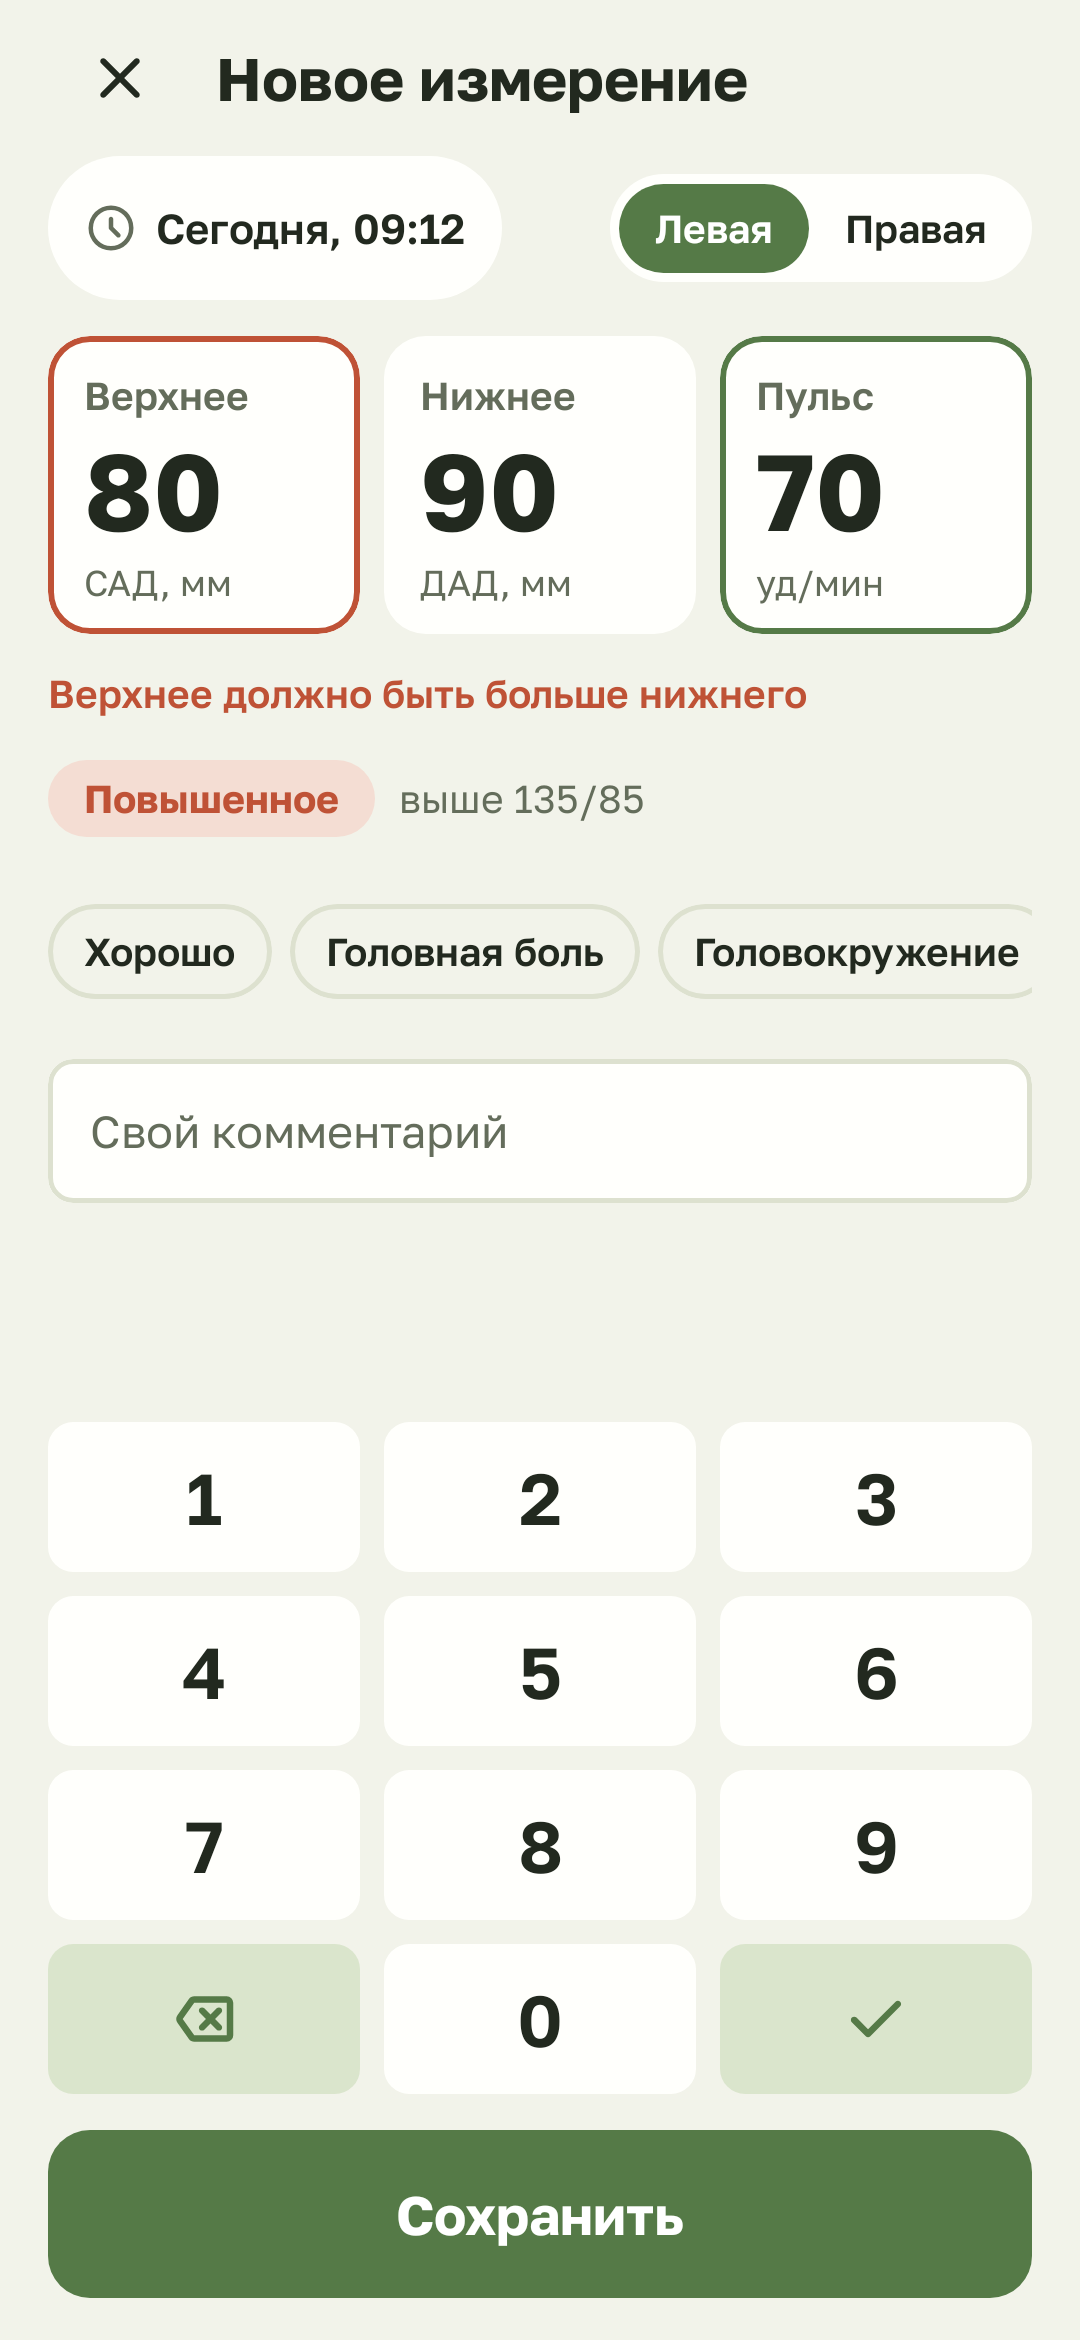 Новое измерение
Сегодня, 09:12
Левая
Правая
Верхнее
Нижнее
Пульс
80
90
70
САД, мм
ДАД, мм
уд/мин
Верхнее должно быть больше нижнего
Повышенное
выше 135/85
Хорошо
Головная боль
Головокружение
Свой комментарий
1
2
3
4
5
6
7
8
9
0
Сохранить